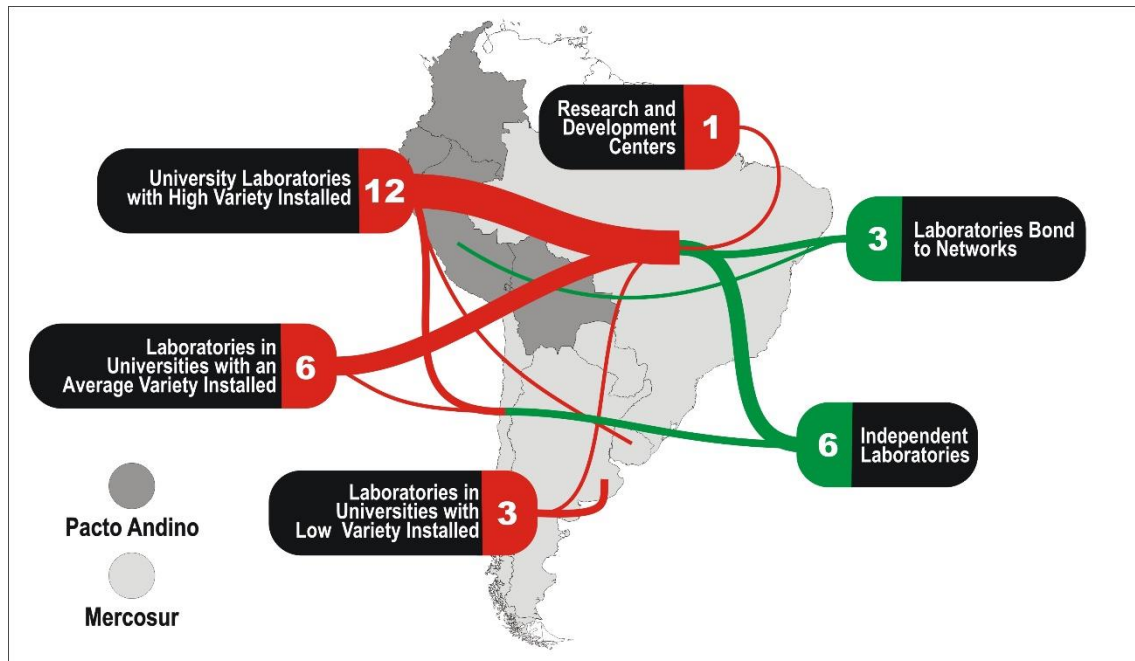 Research and
Development
Centers
1
University Laboratories
with High Variety Installed
12
3
Laboratories Bond
to Networks
Laboratories in
Universities with an
Average Variety Installed
6
6
Independent
Laboratories
Laboratories in
Universities with
Low Variety Installed
3
Pacto Andino
Mercosur